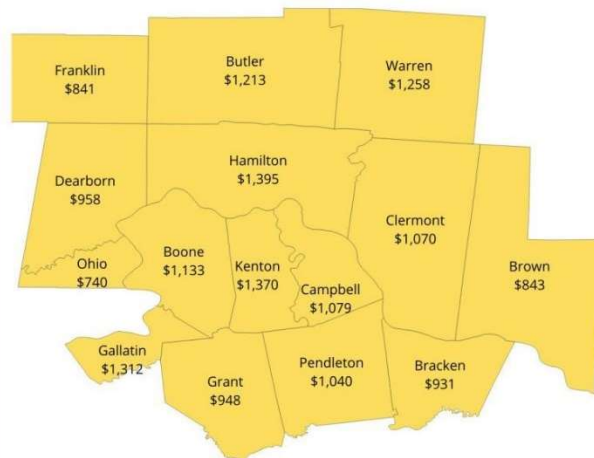 Franklin
$841
Butler
$1,213
Warren
$1,258
Dearborn
$958
Hamilton
$1,395
Clermont
$1,070
Ohio
$740
Boone
$1,133
Kenton
$1,370
Campbell
$1,079
Brown
$843
Gallatin
$1,312
Grant
$948
Pendleton
$1,040
Bracken
$931